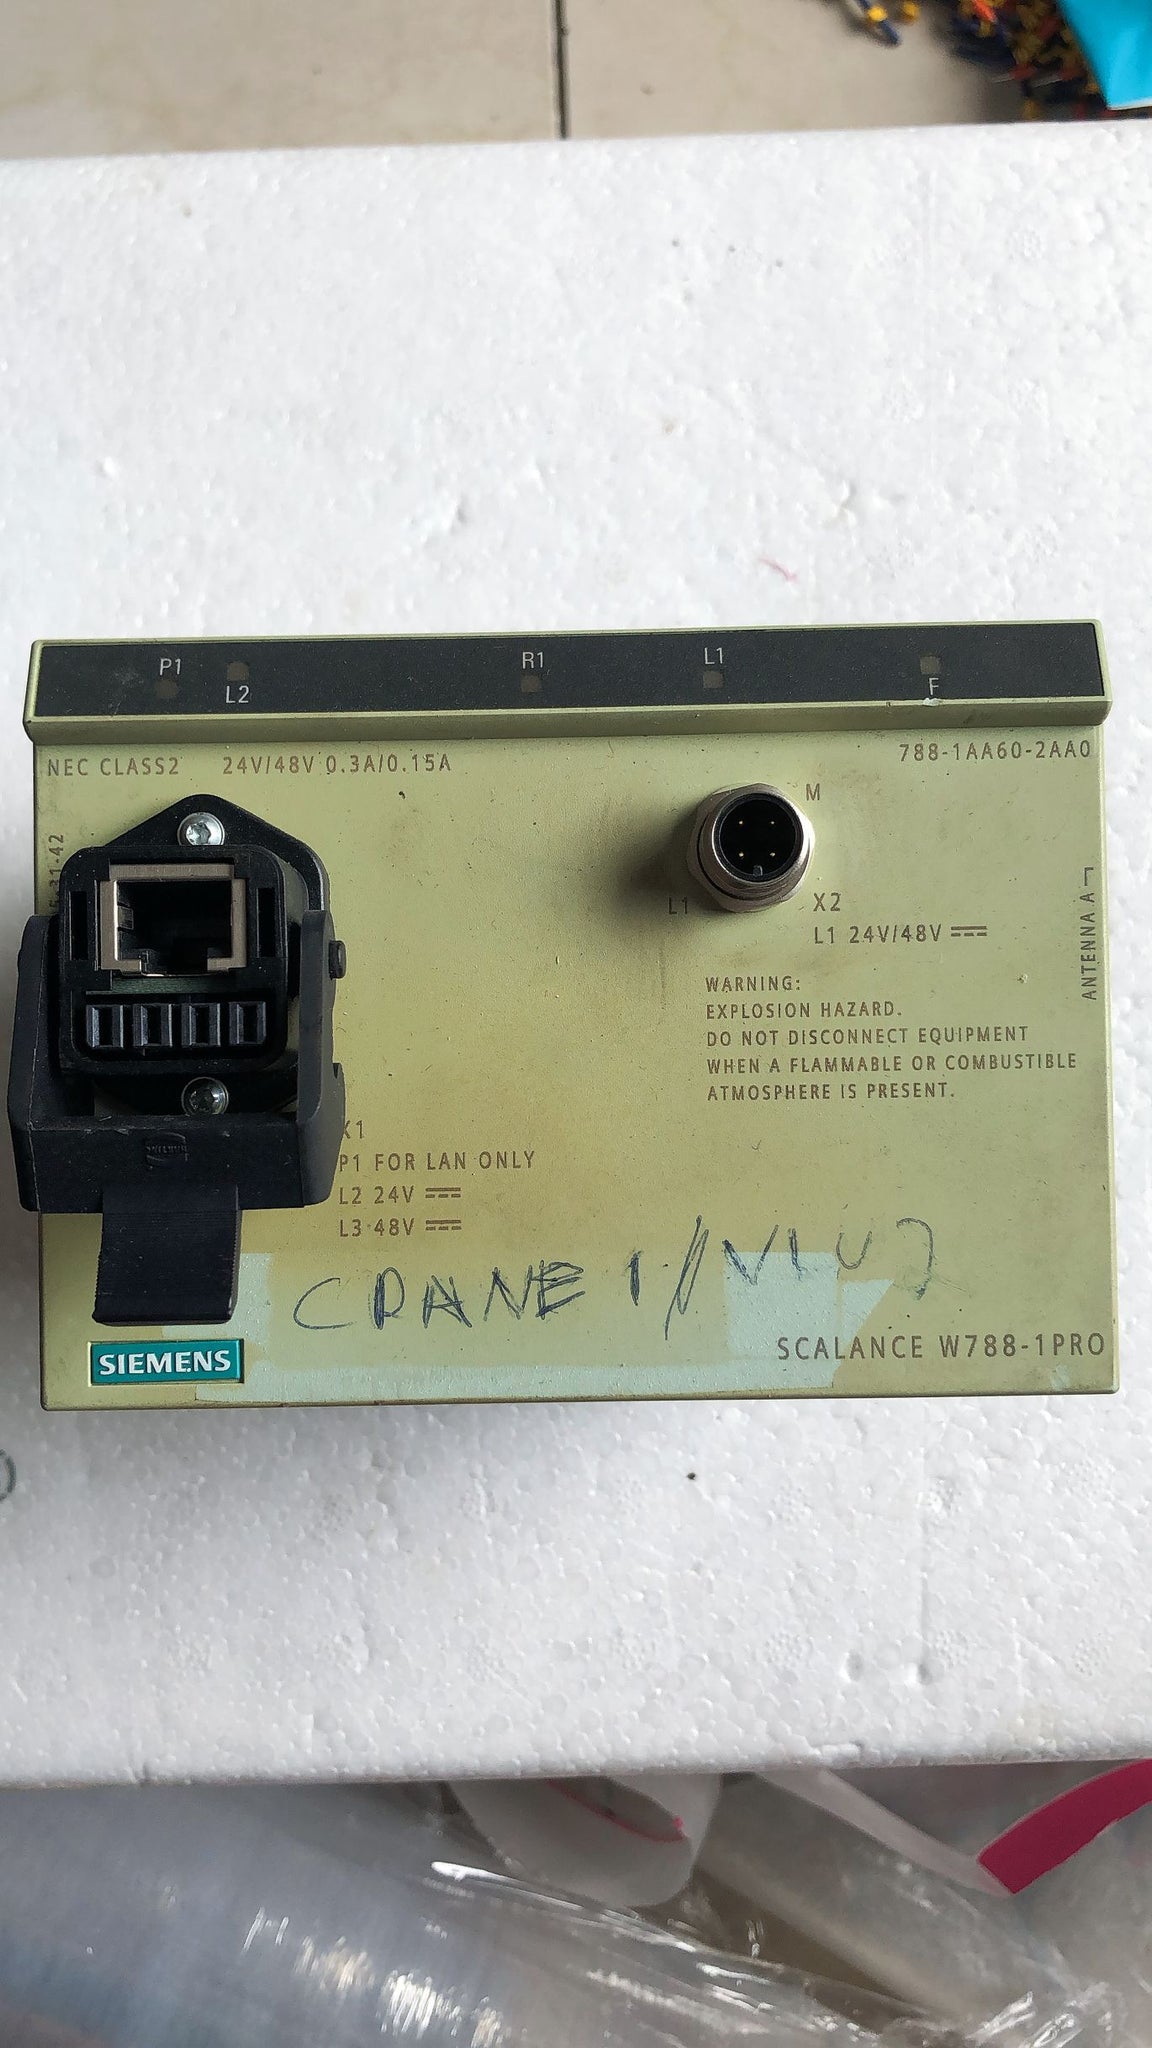 P1
L2
R1
L1
F
NEC CLASS2 24V/48V 0.3A/0.15A
788-1AA60-2AA0
M
L1
X2
L1 24V/48V
ANTENNA A
WARNING:
EXPLOSION HAZARD.
DO NOT DISCONNECT EQUIPMENT
WHEN A FLAMMABLE OR COMBUSTIBLE
ATMOSPHERE IS PRESENT.
X1
P1 FOR LAN ONLY
L2 24V
L3 48V
CRANE 1
SIEMENS
SCALANCE W788-1PRO